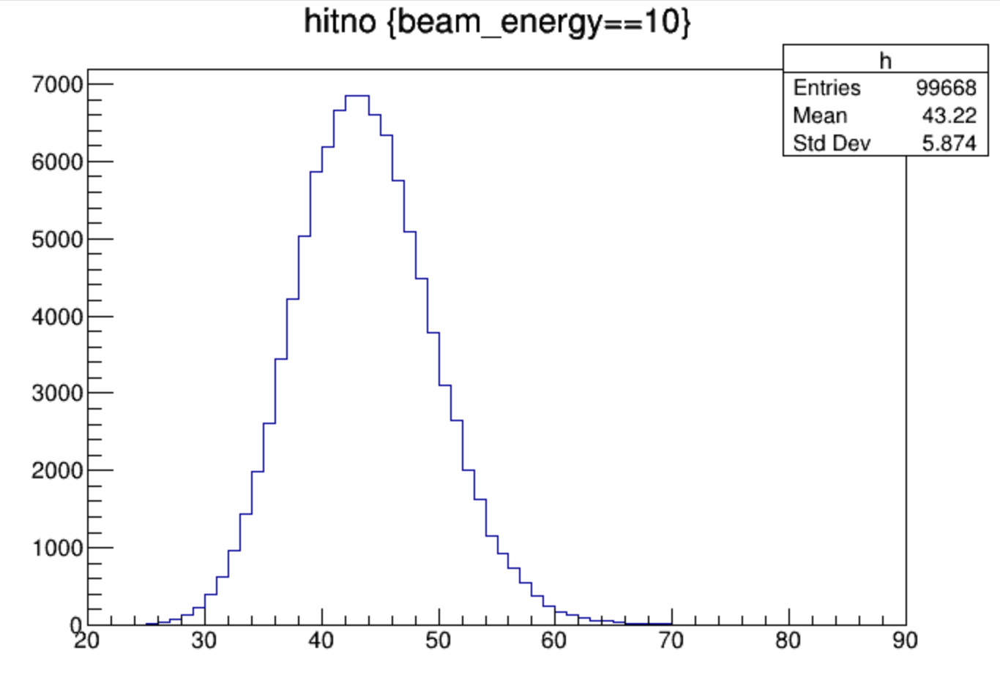 hitno {beam_energy==10}
h
Entries 99668
Mean 43.22
Std Dev 5.874
7000
6000
5000
4000
3000
2000
1000
0
20 30 40 50 60 70 80 90